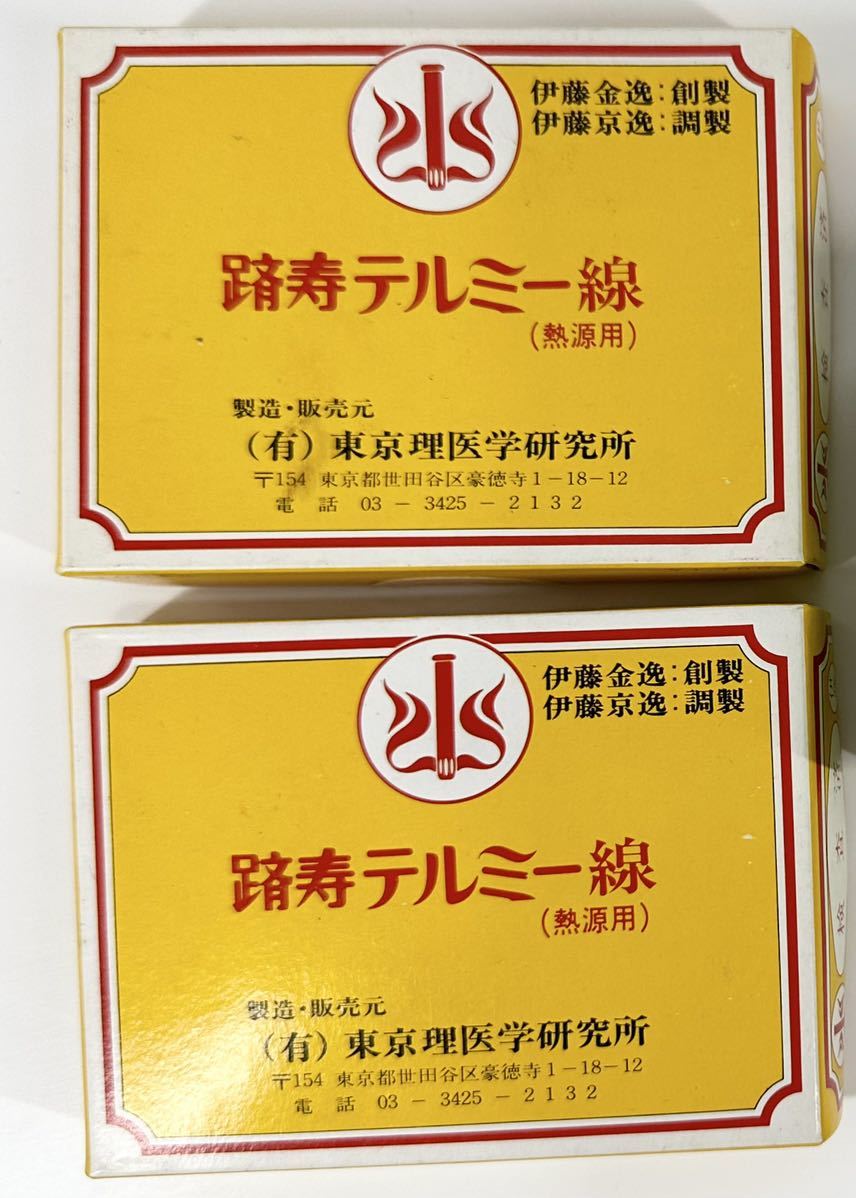 伊藤金逸：創製
伊藤京逸：調製
蹐寿テルミー線
（熱源用）
製造・販売元
（有）東京理医学研究所
〒154 東京都世田谷区豪徳寺1－18－12
電話 03－3425－2132
伊藤金逸：創製
伊藤京逸：調製
蹐寿テルミー線
（熱源用）
製造・販売元
（有）東京理医学研究所
〒154 東京都世田谷区豪徳寺1－18－12
電話 03－3425－2132